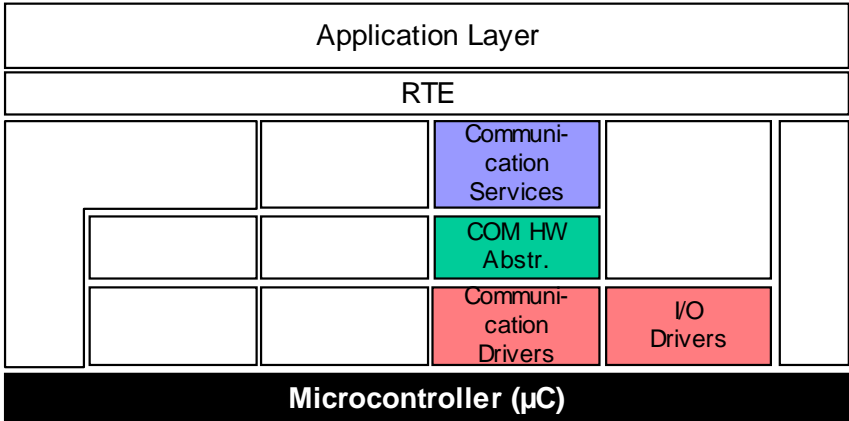 Application Layer
RTE
Communi-
cation
Services
COM HW
Abstr.
Communi-
cation
Drivers
I/O
Drivers
Microcontroller (µC)